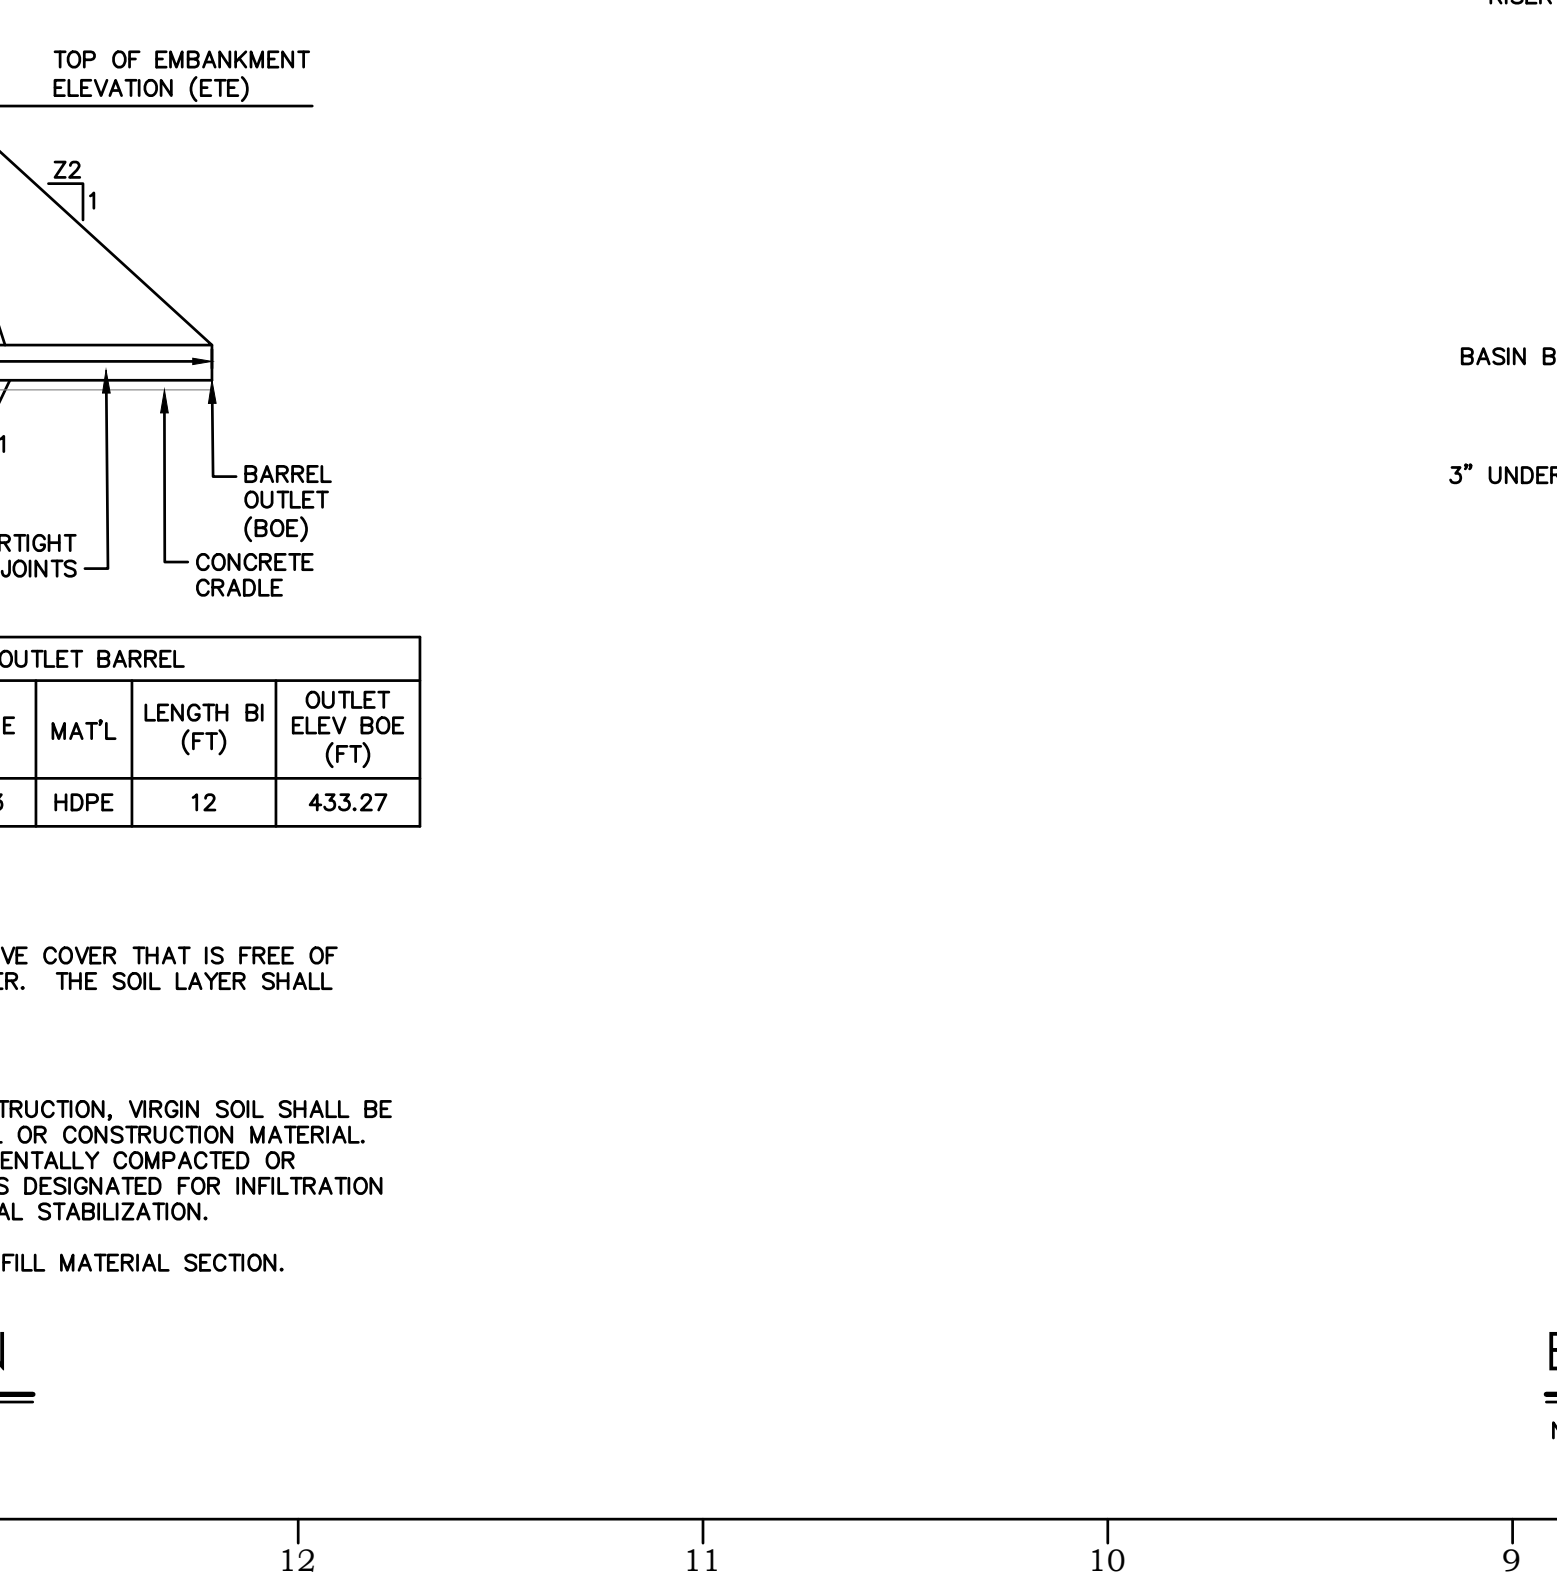 TOP OF EMBANKMENT
ELEVATION (ETE)
Z2
1
1
BARREL
OUTLET
(BOE)
RTIGHT
JOINTS
CONCRETE
CRADLE
OUTLET BARREL
E
MAT'L
LENGTH BI
(FT)
OUTLET
ELEV BOE
(FT)
HDPE
12
433.27
VE COVER THAT IS FREE OF
ER. THE SOIL LAYER SHALL
TRUCTION, VIRGIN SOIL SHALL BE
OR CONSTRUCTION MATERIAL.
ENTALLY COMPACTED OR
S DESIGNATED FOR INFILTRATION
AL STABILIZATION.
FILL MATERIAL SECTION.
N
BASIN B
3" UNDER
12
11
10
9